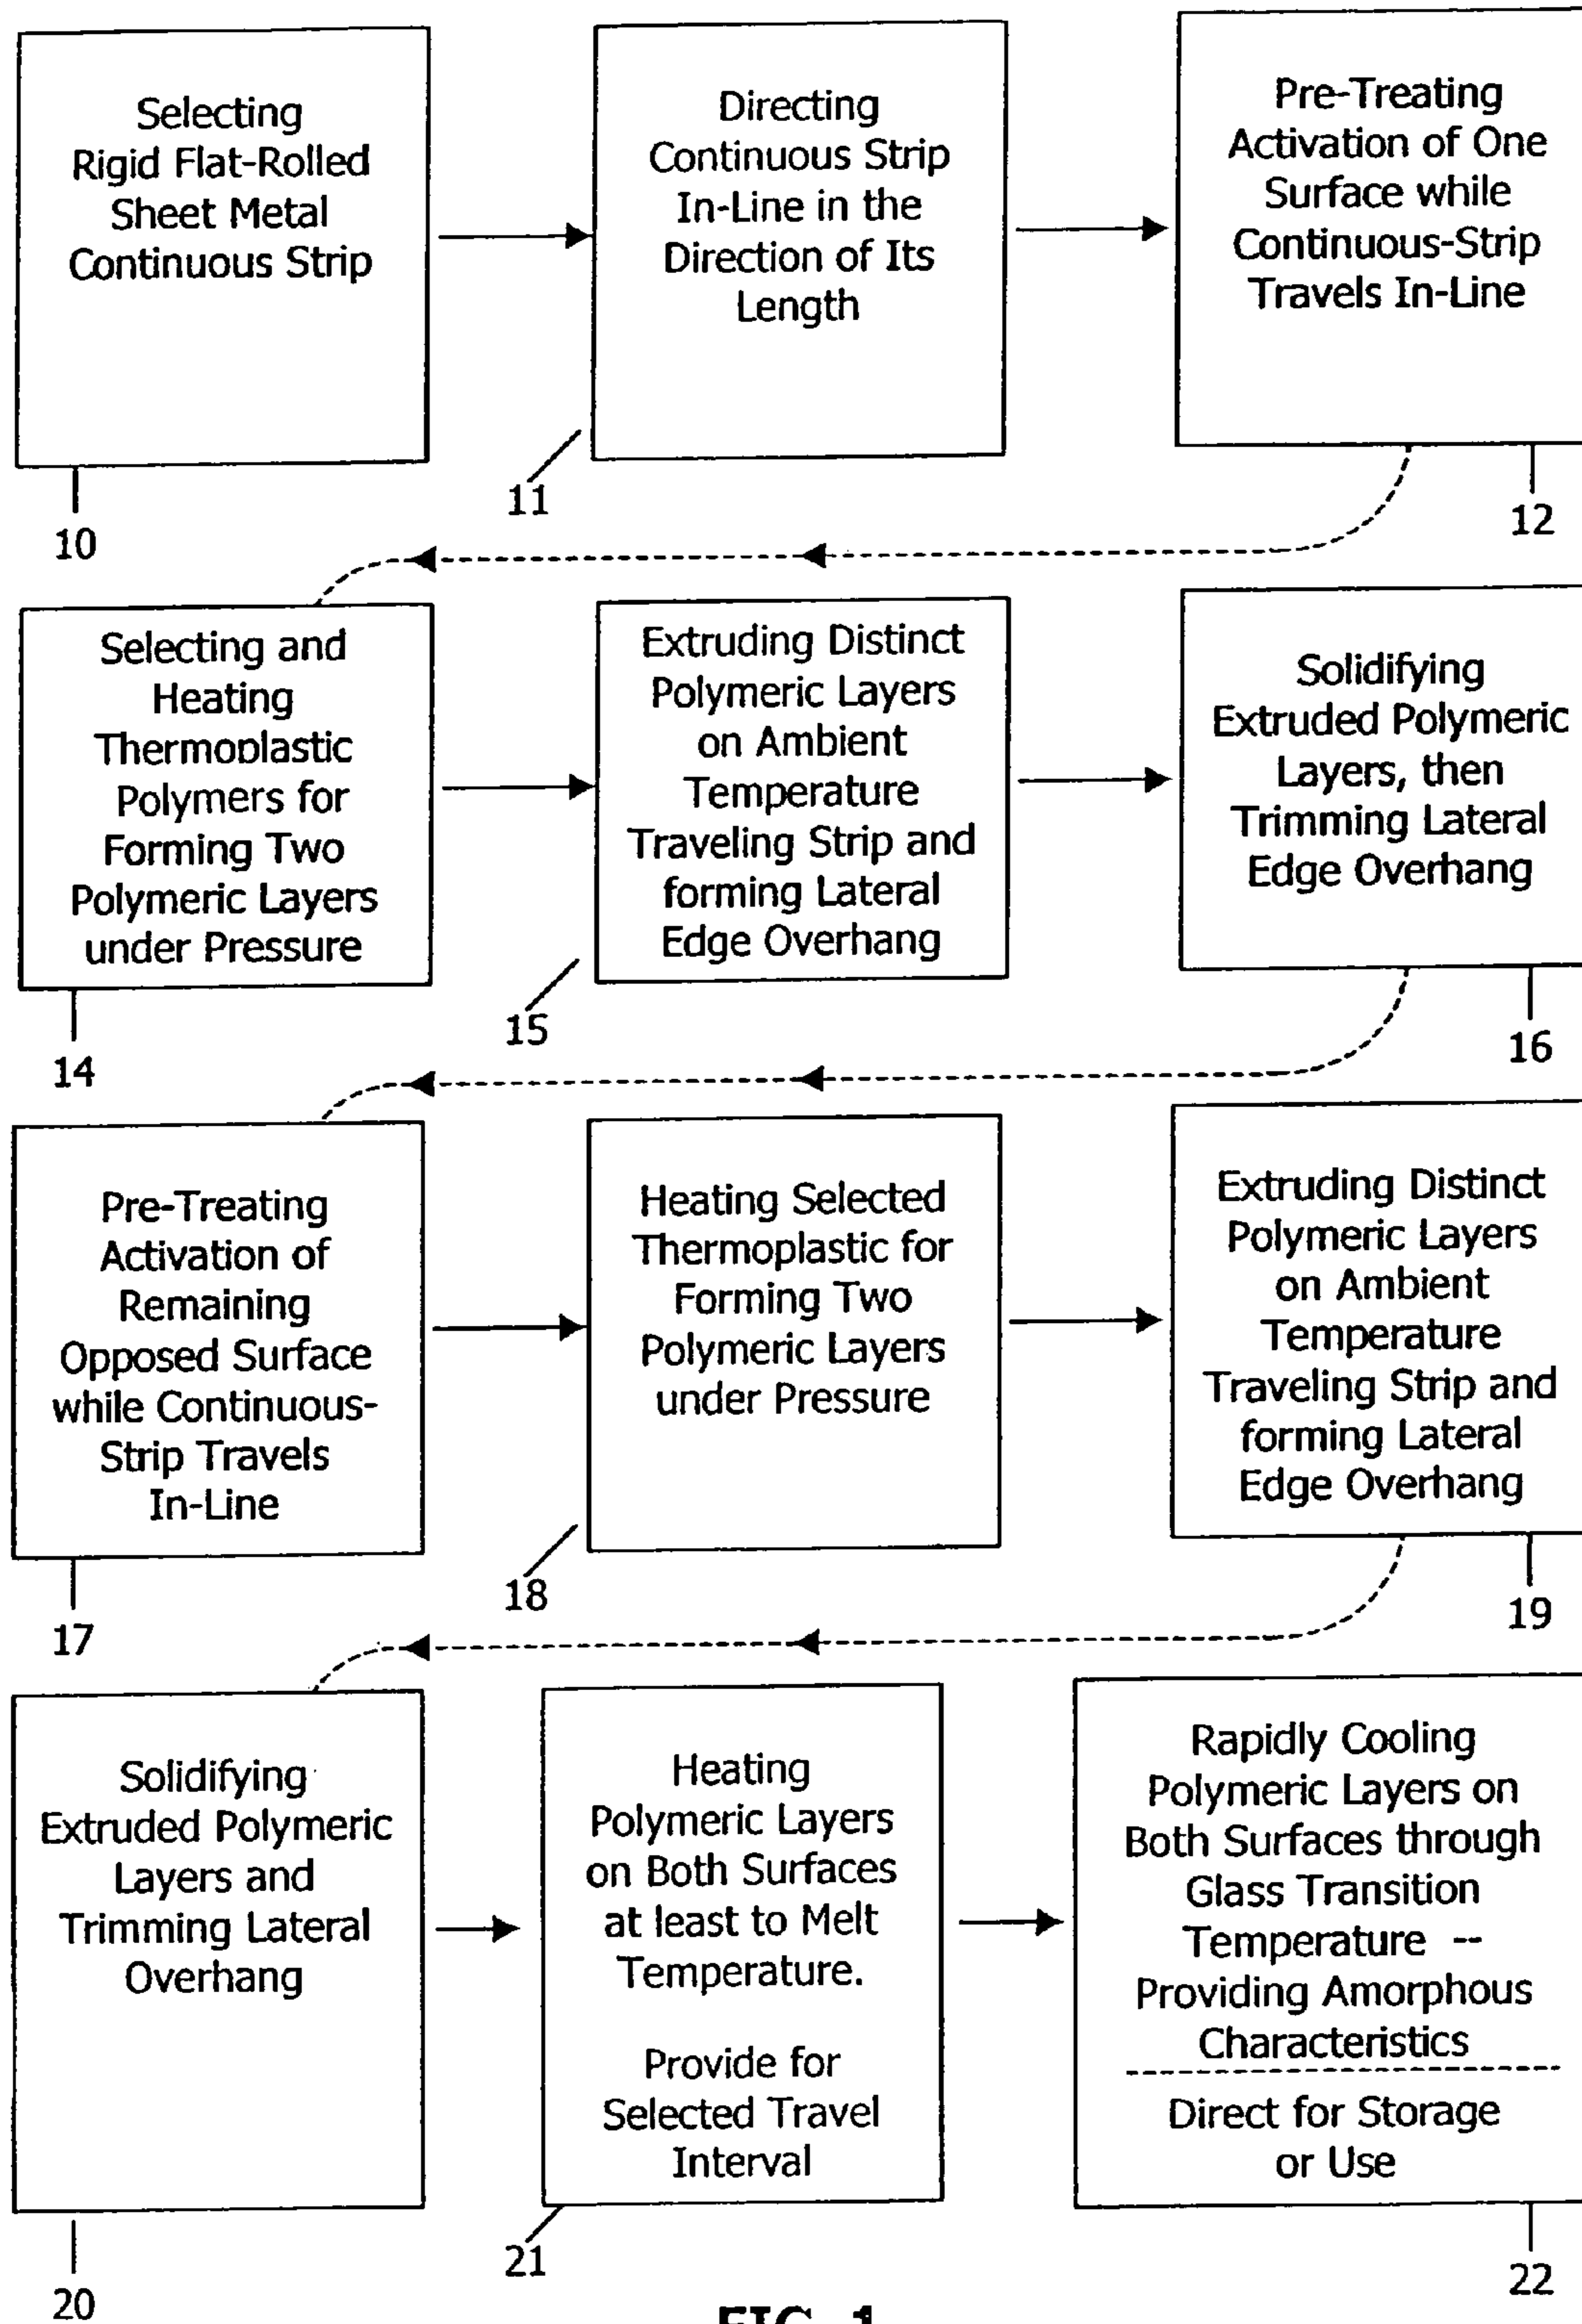 Selecting
Rigid Flat-Rolled
Sheet Metal
Continuous Strip
10
Directing
Continuous Strip
In-Line in the
Direction of Its
Length
11
Pre-Treating
Activation of One
Surface while
Continuous-Strip
Travels In-Line
12
Selecting and
Heating
Thermoplastic
Polymers for
Forming Two
Polymeric Layers
under Pressure
14
Extruding Distinct
Polymeric Layers
on Ambient
Temperature
Traveling Strip and
forming Lateral
Edge Overhang
15
Solidifying
Extruded Polymeric
Layers, then
Trimming Lateral
Edge Overhang
16
Pre-Treating
Activation of
Remaining
Opposed Surface
while Continuous-
Strip Travels
In-Line
17
Heating Selected
Thermoplastic for
Forming Two
Polymeric Layers
under Pressure
18
Extruding Distinct
Polymeric Layers
on Ambient
Temperature
Traveling Strip and
forming Lateral
Edge Overhang
19
Solidifying
Extruded Polymeric
Layers and
Trimming Lateral
Overhang
20
Heating
Polymeric Layers
on Both Surfaces
at least to Melt
Temperature.
Provide for
Selected Travel
Interval
21
Rapidly Cooling
Polymeric Layers on
Both Surfaces through
Glass Transition
Temperature --
Providing Amorphous
Characteristics
Direct for Storage
or Use
22
FIG. 1